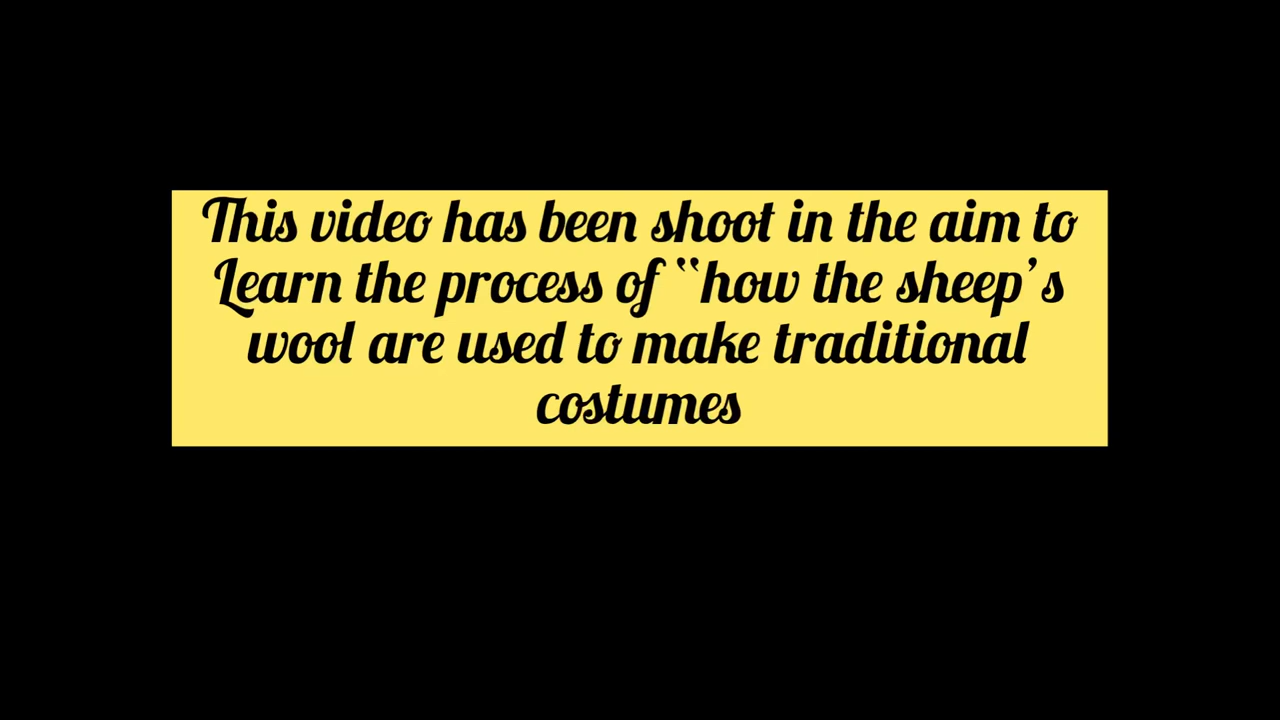 This video has been shoot in the aim to
Learn the process of “how the sheep’s
wool are used to make traditional
costumes